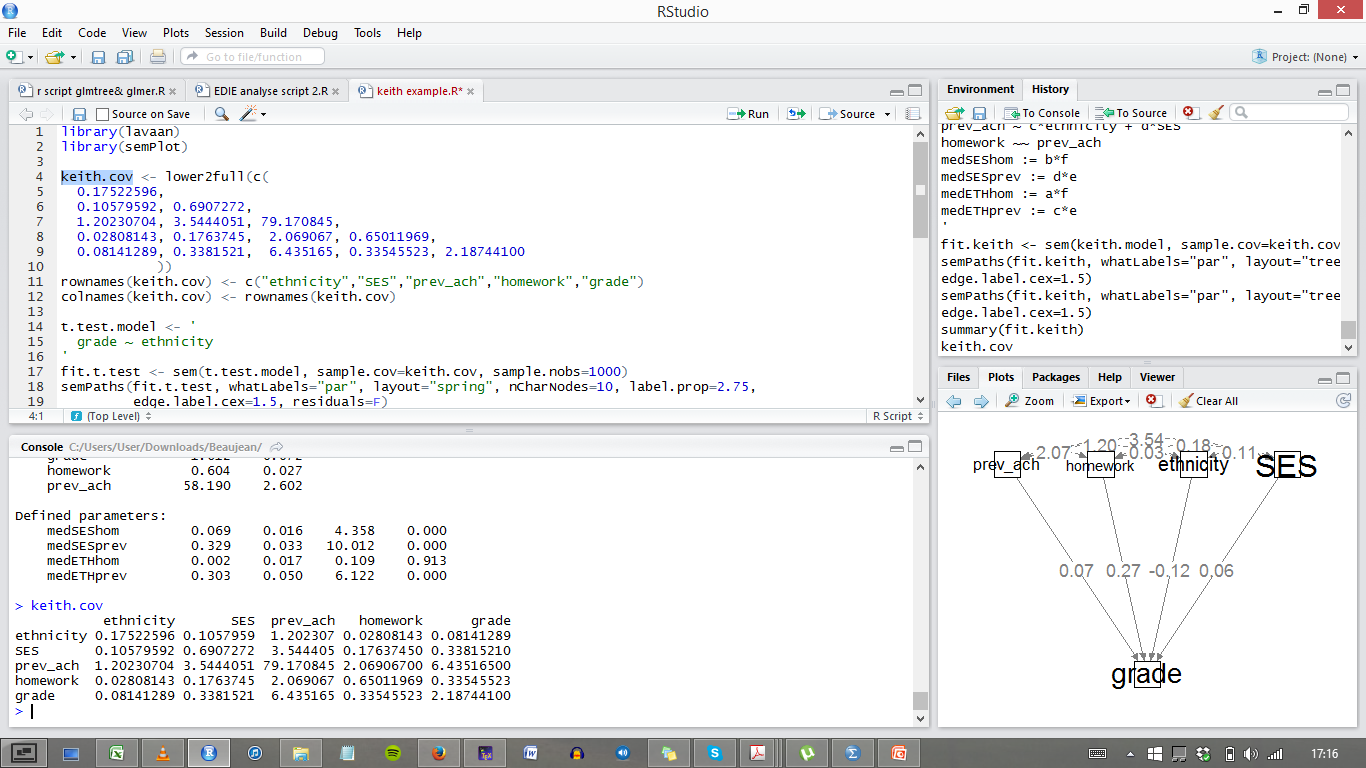 RStudio
File Edit Code View Plots Session Build Debug Tools Help
Go to file/function
Project: (None)
r script glmtree& glmer.R
EDIE analyse script 2.R
keith example.R*
Source on Save
Run
Source
1 library(lavaan)
2 library(semPlot)
3
4 keith.cov <- lower2full(c(
5 0.17522596,
6 0.10579592, 0.6907272,
7 1.20230704, 3.5444051, 79.170845,
8 0.02808143, 0.1763745, 2.069067, 0.65011969,
9 0.08141289, 0.3381521, 6.435165, 0.33545523, 2.18744100
10 ))
11 rownames(keith.cov) <- c("ethnicity","SES","prev_ach","homework","grade")
12 colnames(keith.cov) <- rownames(keith.cov)
13
14 t.test.model <- '
15 grade ~ ethnicity
16 '
17 fit.t.test <- sem(t.test.model, sample.cov=keith.cov, sample.nobs=1000)
18 semPaths(fit.t.test, whatLabels="par", layout="spring", nCharNodes=10, label.prop=2.75,
19 edge.label.cex=1.5, residuals=F)
4:1 (Top Level) R Script
Console C:/Users/User/Downloads/Beaujean/
homework 0.604 0.027
prev_ach 58.190 2.602
Defined parameters:
medSEShom 0.069 0.016 4.358 0.000
medSESprev 0.329 0.033 10.012 0.000
medETHhom 0.002 0.017 0.109 0.913
medETHprev 0.303 0.050 6.122 0.000
> keith.cov
ethnicity SES prev_ach homework grade
ethnicity 0.17522596 0.1057959 1.202307 0.02808143 0.08141289
SES 0.10579592 0.6907272 3.544405 0.17637450 0.33815210
prev_ach 1.20230704 3.5444051 79.170845 2.06906700 6.43516500
homework 0.02808143 0.1763745 2.069067 0.65011969 0.33545523
grade 0.08141289 0.3381521 6.435165 0.33545523 2.18744100
>
Environment History
To Console To Source
prev_ach ~ c*ethnicity + d*SES
homework ~~ prev_ach
medSEShom := b*f
medSESprev := d*e
medETHhom := a*f
medETHprev := c*e
'
fit.keith <- sem(keith.model, sample.cov=keith.cov
semPaths(fit.keith, whatLabels="par", layout="tree
edge.label.cex=1.5)
semPaths(fit.keith, whatLabels="par", layout="tree
edge.label.cex=1.5)
summary(fit.keith)
keith.cov
Files Plots Packages Help Viewer
Zoom Export Clear All
3.54
1.20 0.18
2.07 0.03 0.11
prev_ach homework ethnicity SES
0.07 0.27 -0.12 0.06
grade
17:16